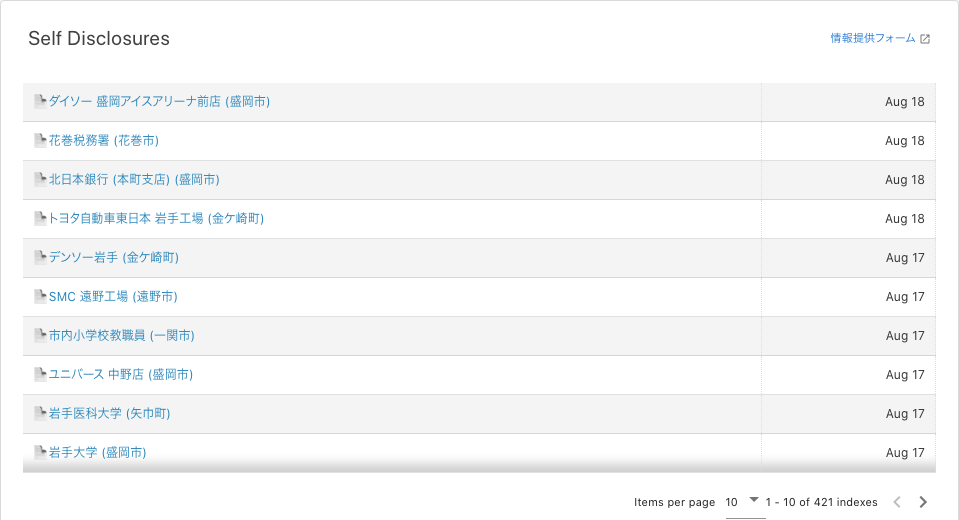 Self Disclosures
情報提供フォーム
ダイソー 盛岡アイスアリーナ前店 (盛岡市) Aug 18
花巻税務署 (花巻市) Aug 18
北日本銀行 (本町支店) (盛岡市) Aug 18
トヨタ自動車東日本 岩手工場 (金ケ崎町) Aug 18
デンソー岩手 (金ケ崎町) Aug 17
SMC 遠野工場 (遠野市) Aug 17
市内小学校教職員 (一関市) Aug 17
ユニバース 中野店 (盛岡市) Aug 17
岩手医科大学 (矢巾町) Aug 17
岩手大学 (盛岡市) Aug 17
Items per page 10 1 - 10 of 421 indexes